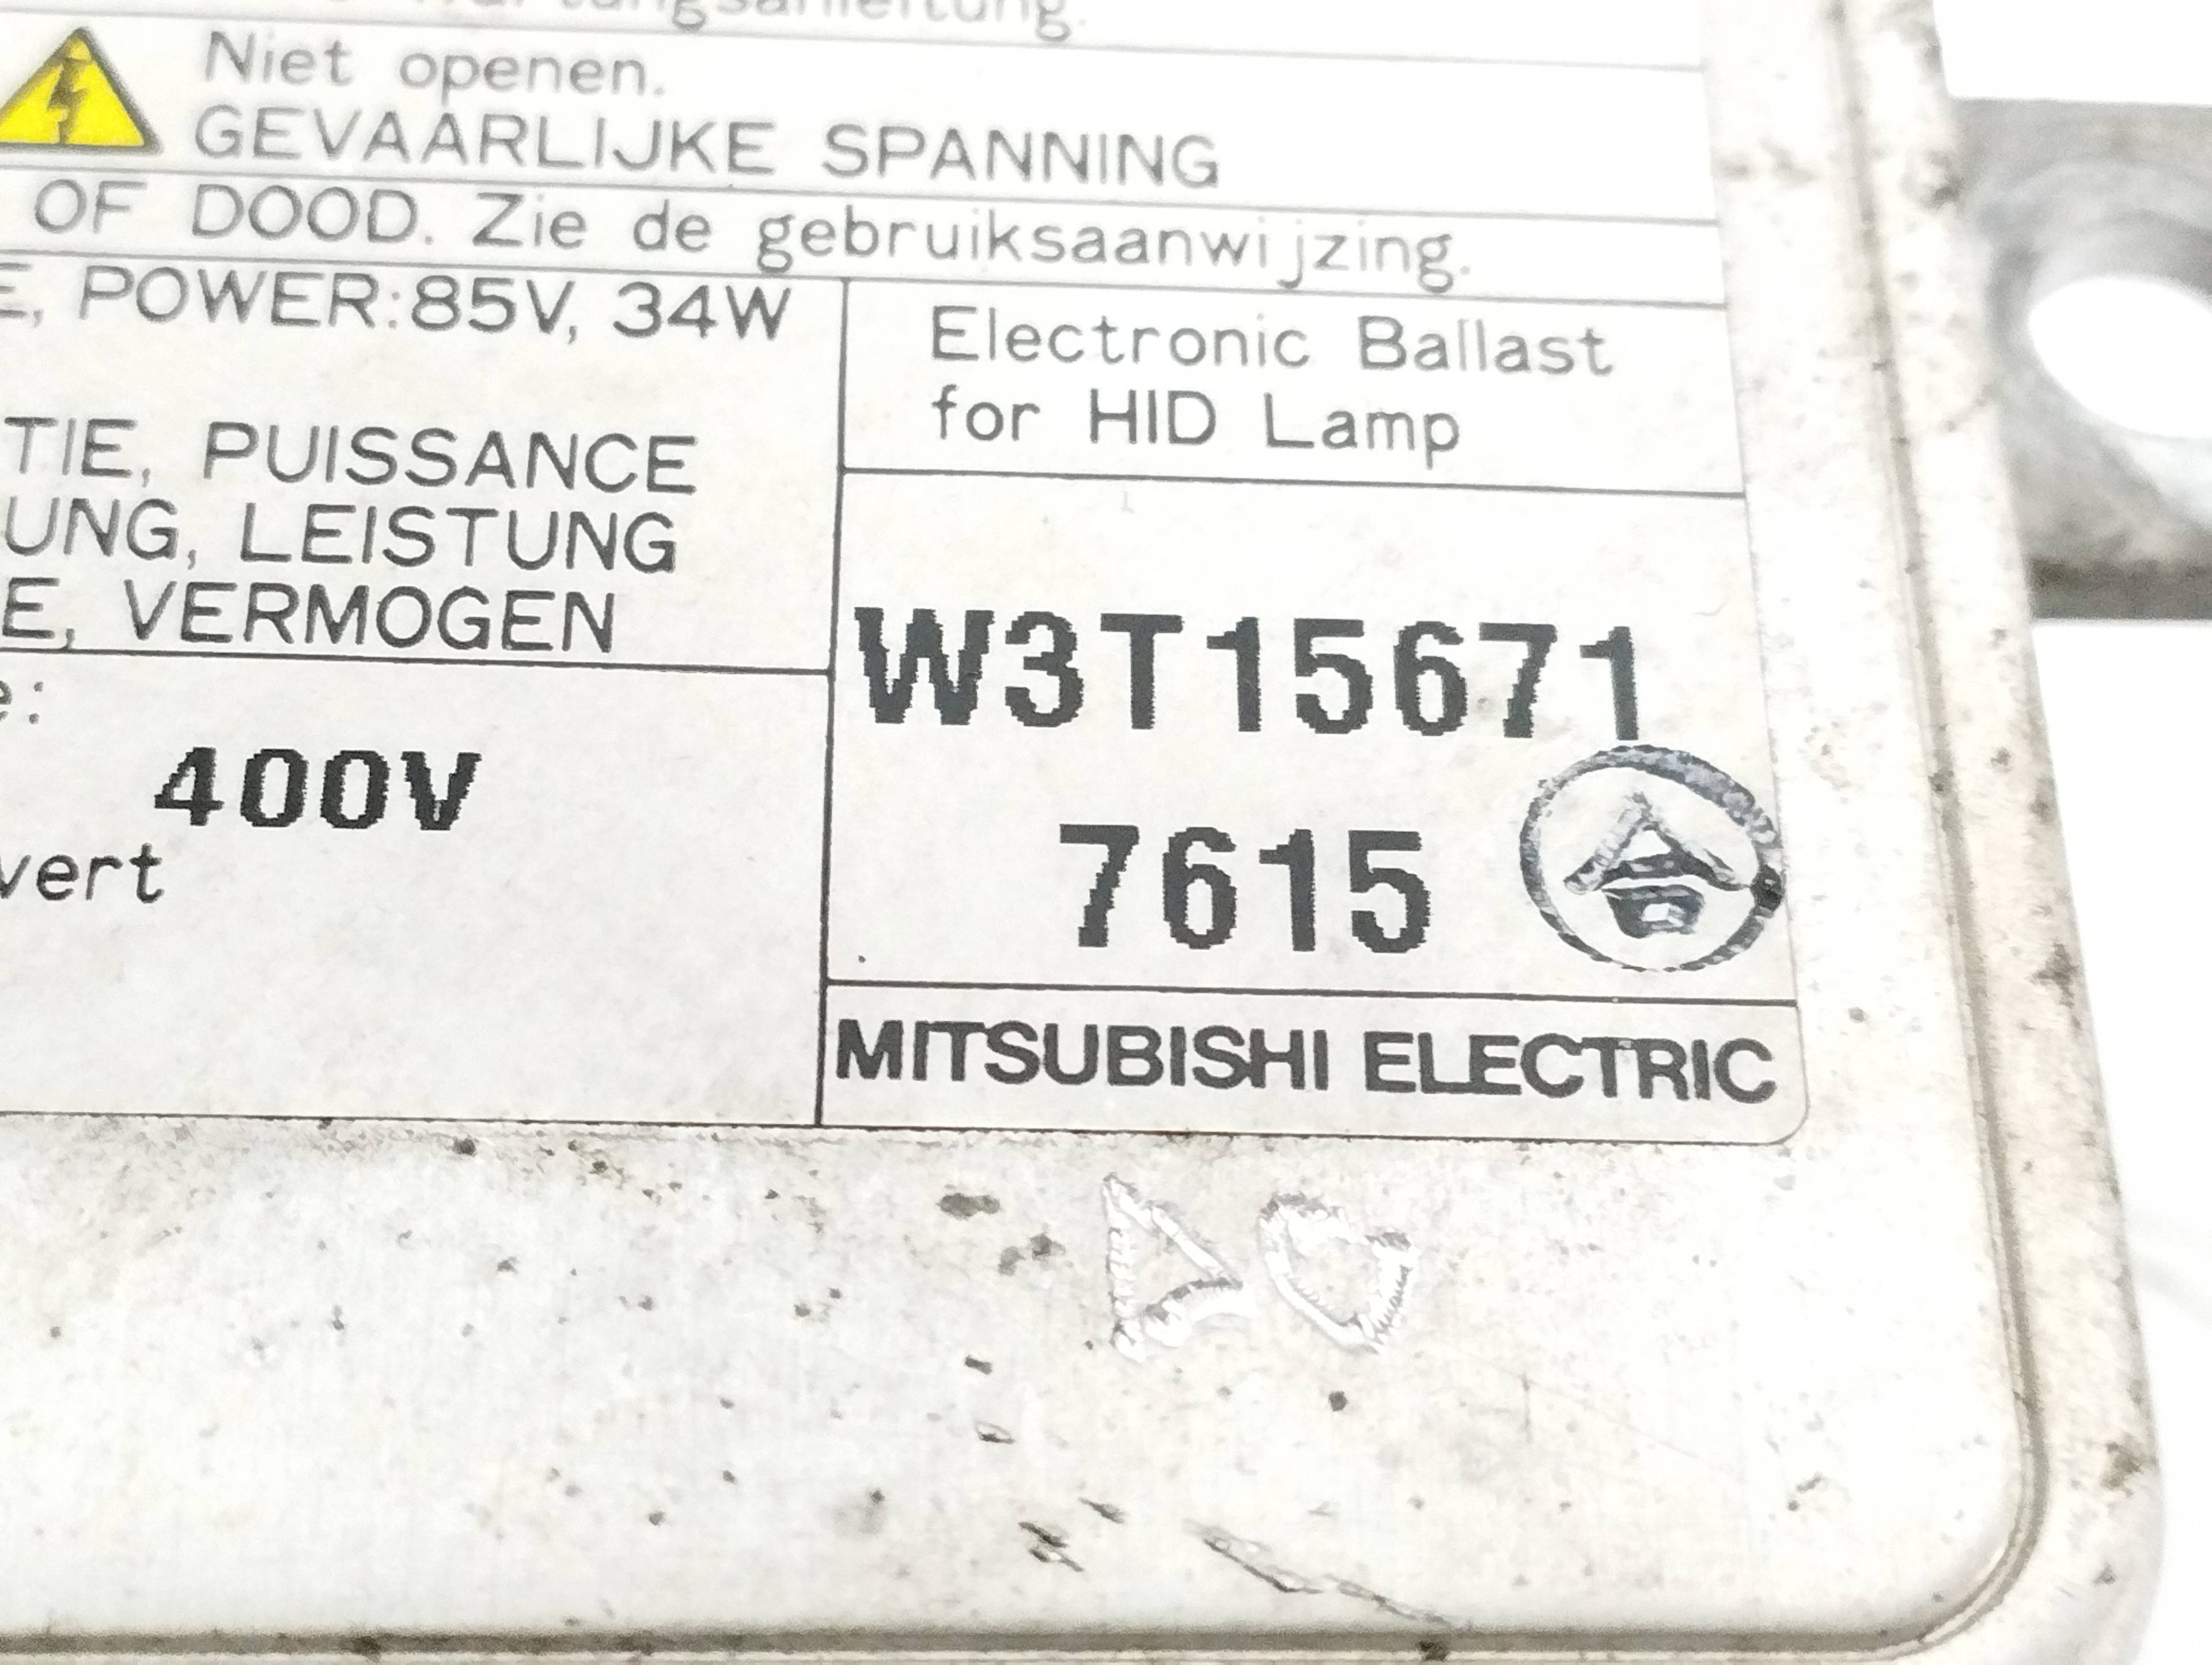 Niet openen.
GEVAARLIJKE SPANNING
OF DOOD. Zie de gebruiksaanwijzing.
E, POWER:85V, 34W
TIE, PUISSANCE
UNG, LEISTUNG
E, VERMOGEN
e:
400V
vert
Electronic Ballast
for HID Lamp
W3T15671
7615
MITSUBISHI ELECTRIC